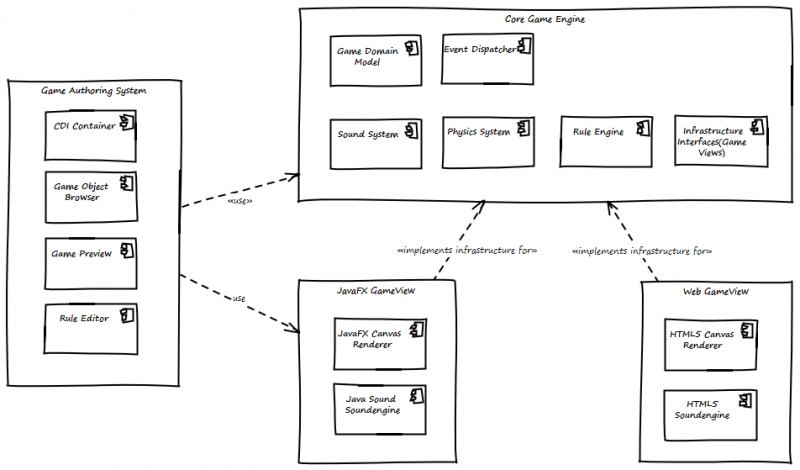 Core Game Engine
Game Domain
Model
Event Dispatcher
Sound System
Physics System
Rule Engine
Infrastructure
Interfaces(Game
Views)
Game Authoring System
CDI Container
Game Object
Browser
Game Preview
Rule Editor
«use»
use
«implements infrastructure for»
«implements infrastructure for»
JavaFX GameView
JavaFX Canvas
Renderer
Java Sound
Soundengine
Web GameView
HTML5 Canvas
Renderer
HTML5
Soundengine